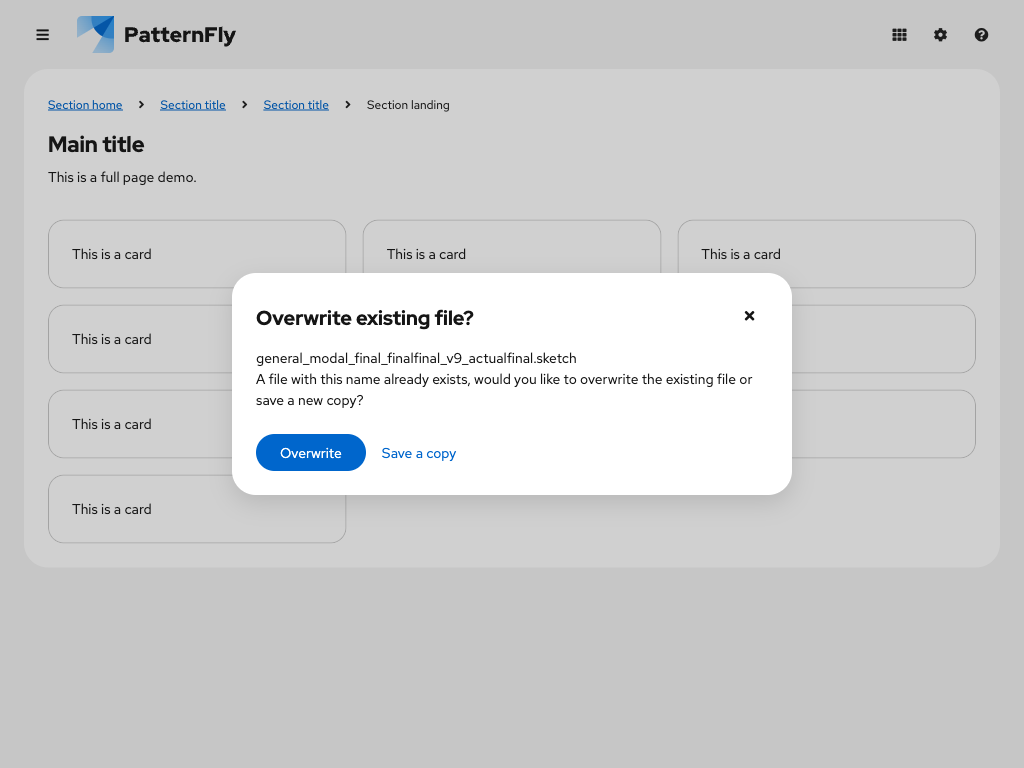 PatternFly
Section home
Section title
Section title
Section landing
Main title
This is a full page demo.
This is a card
This is a card
This is a card
This is a card
This is a card
This is a card
Overwrite existing file?
general_modal_final_finalfinal_v9_actualfinal.sketch
A file with this name already exists, would you like to overwrite the existing file or
save a new copy?
Overwrite
Save a copy